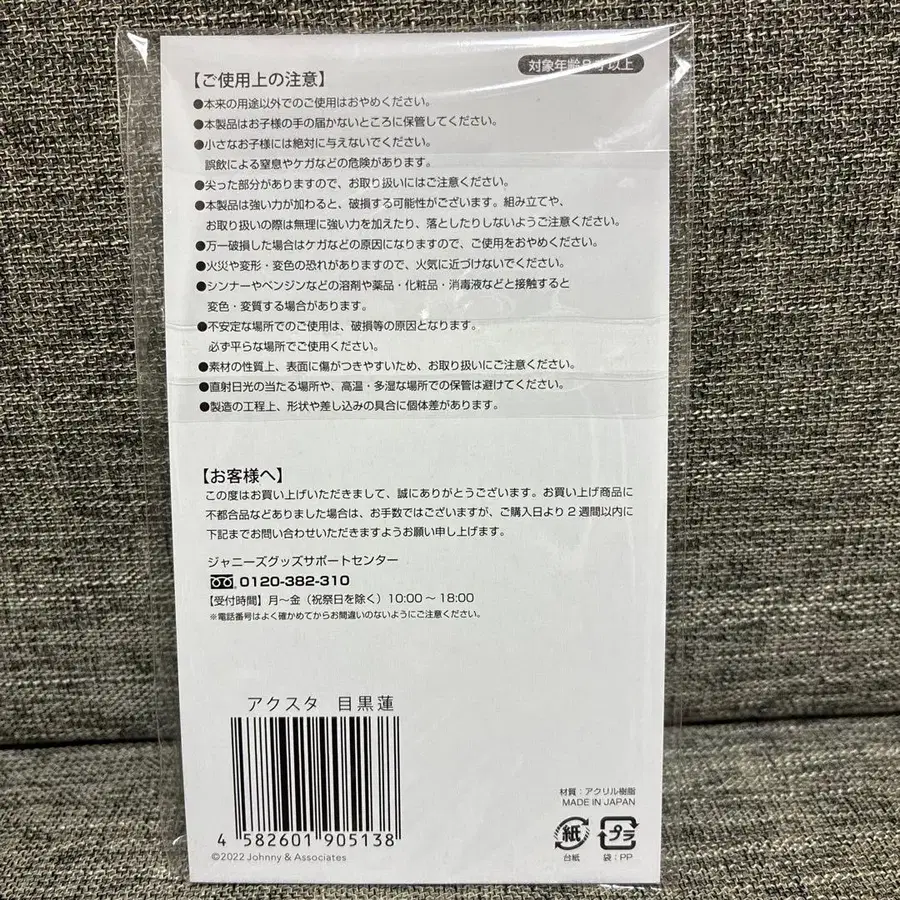 対象年齢8才以上
【ご使用上の注意】
●本来の用途以外でのご使用はおやめください。
●本製品はお子様の手の届かないところに保管してください。
●小さなお子様には絶対に与えないでください。
誤飲による窒息やケガなどの危険があります。
●尖った部分がありますので、お取り扱いにはご注意ください。
●本製品は強い力が加わると、破損する可能性がございます。組み立てや、
お取り扱いの際は無理に強い力を加えたり、落としたりしないようご注意ください。
●万一破損した場合はケガなどの原因になりますので、ご使用をおやめください。
●火災や変形・変色の恐れがありますので、火気に近づけないでください。
●シンナーやベンジンなどの溶剤や薬品・化粧品・消毒液などと接触すると
変色・変質する場合があります。
●不安定な場所でのご使用は、破損等の原因となります。
必ず平らな場所でご使用ください。
●素材の性質上、表面に傷がつきやすいため、お取り扱いにご注意ください。
●直射日光の当たる場所や、高温・多湿な場所での保管は避けてください。
●製造の工程上、形状や差し込みの具合に個体差があります。
【お客様へ】
この度はお買い上げいただきまして、誠にありがとうございます。お買い上げ商品に
不都合品などありました場合は、お手数ではございますが、ご購入日より2週間以内に
下記までお問い合わせいただきますようお願い申し上げます。
ジャニーズグッズサポートセンター
0120-382-310
【受付時間】月〜金(祝祭日を除く)10:00〜18:00
※電話番号はよく確かめてからお間違いのないようにご注意ください。
アクスタ 目黒蓮
4 582601 905138
©2022 Johnny & Associates
材質:アクリル樹脂
MADE IN JAPAN
紙
プラ
台紙
袋:PP